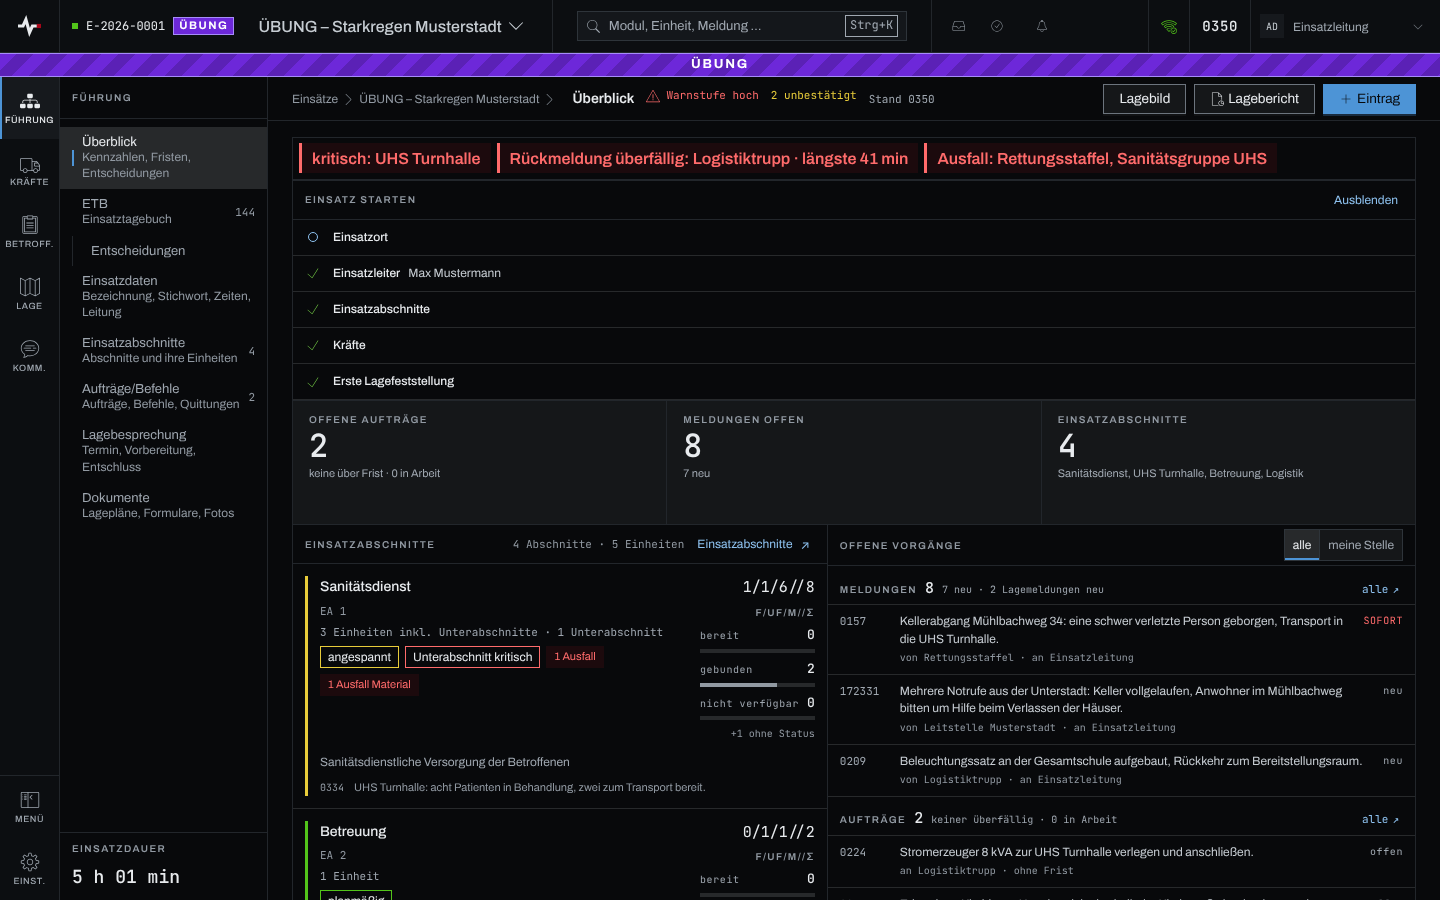 E-2026-0001 ÜBUNG ÜBUNG – Starkregen Musterstadt Modul, Einheit, Meldung ... Strg+K 0350 AD Einsatzleitung
ÜBUNG
FÜHRUNG
KRÄFTE
BETROFF.
LAGE
KOMM.
MENÜ
EINST.
FÜHRUNG
Überblick
Kennzahlen, Fristen,
Entscheidungen
ETB
Einsatztagebuch 144
Entscheidungen
Einsatzdaten
Bezeichnung, Stichwort, Zeiten,
Leitung
Einsatzabschnitte
Abschnitte und ihre Einheiten 4
Aufträge/Befehle
Aufträge, Befehle, Quittungen 2
Lagebesprechung
Termin, Vorbereitung,
Entschluss
Dokumente
Lagepläne, Formulare, Fotos
EINSATZDAUER
5 h 01 min
Einsätze ÜBUNG – Starkregen Musterstadt Überblick Warnstufe hoch 2 unbestätigt Stand 0350 Lagebild Lagebericht + Eintrag
kritisch: UHS Turnhalle Rückmeldung überfällig: Logistiktrupp · längste 41 min Ausfall: Rettungsstaffel, Sanitätsgruppe UHS
EINSATZ STARTEN Ausblenden
Einsatzort
Einsatzleiter Max Mustermann
Einsatzabschnitte
Kräfte
Erste Lagefeststellung
OFFENE AUFTRÄGE
2
keine über Frist · 0 in Arbeit
MELDUNGEN OFFEN
8
7 neu
EINSATZABSCHNITTE
4
Sanitätsdienst, UHS Turnhalle, Betreuung, Logistik
EINSATZABSCHNITTE 4 Abschnitte · 5 Einheiten Einsatzabschnitte ↗
Sanitätsdienst 1/1/6//8
EA 1 F/UF/M//Σ
3 Einheiten inkl. Unterabschnitte · 1 Unterabschnitt
angespannt Unterabschnitt kritisch 1 Ausfall
1 Ausfall Material
bereit 0
gebunden 2
nicht verfügbar 0
+1 ohne Status
Sanitätsdienstliche Versorgung der Betroffenen
0334 UHS Turnhalle: acht Patienten in Behandlung, zwei zum Transport bereit.
Betreuung 0/1/1//2
EA 2 F/UF/M//Σ
1 Einheit
bereit 0
planmäßig
OFFENE VORGÄNGE alle meine Stelle
MELDUNGEN 8 7 neu · 2 Lagemeldungen neu alle ↗
0157 Kellerabgang Mühlbachweg 34: eine schwer verletzte Person geborgen, Transport in SOFORT
die UHS Turnhalle.
von Rettungsstaffel · an Einsatzleitung
172331 Mehrere Notrufe aus der Unterstadt: Keller vollgelaufen, Anwohner im Mühlbachweg neu
bitten um Hilfe beim Verlassen der Häuser.
von Leitstelle Musterstadt · an Einsatzleitung
0209 Beleuchtungssatz an der Gesamtschule aufgebaut, Rückkehr zum Bereitstellungsraum. neu
von Logistiktrupp · an Einsatzleitung
AUFTRÄGE 2 keiner überfällig · 0 in Arbeit alle ↗
0224 Stromerzeuger 8 kVA zur UHS Turnhalle verlegen und anschließen. offen
an Logistiktrupp · ohne Frist